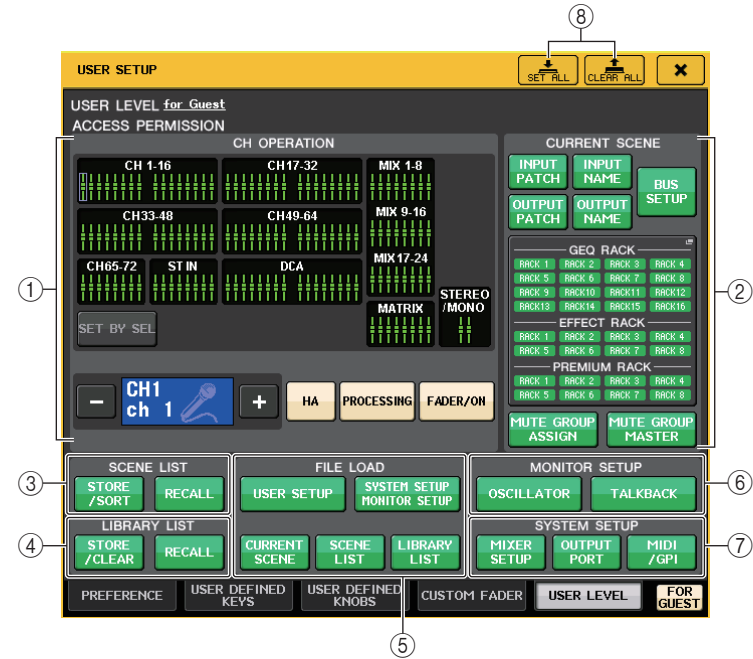 ⑧
USER SETUP
SET ALL
CLEAR ALL
USER LEVEL for Guest
ACCESS PERMISSION
①
CH OPERATION
CH 1-16
CH17-32
MIX 1-8
CH33-48
CH49-64
MIX 9-16
CH65-72
ST IN
DCA
MIX17-24
MATRIX
STEREO
/MONO
SET BY SEL
−
CH1
ch 1
+
HA
PROCESSING
FADER/ON
②
CURRENT SCENE
INPUT
PATCH
INPUT
NAME
BUS
SETUP
OUTPUT
PATCH
OUTPUT
NAME
GEQ RACK
RACK 1 RACK 2 RACK 3 RACK 4
RACK 5 RACK 6 RACK 7 RACK 8
RACK 9 RACK10 RACK11 RACK12
RACK13 RACK14 RACK15 RACK16
EFFECT RACK
RACK 1 RACK 2 RACK 3 RACK 4
RACK 5 RACK 6 RACK 7 RACK 8
PREMIUM RACK
RACK 1 RACK 2 RACK 3 RACK 4
RACK 5 RACK 6 RACK 7 RACK 8
MUTE GROUP
ASSIGN
MUTE GROUP
MASTER
③
SCENE LIST
STORE
/SORT
RECALL
④
LIBRARY LIST
STORE
/CLEAR
RECALL
FILE LOAD
USER SETUP
SYSTEM SETUP
MONITOR SETUP
CURRENT
SCENE
SCENE
LIST
LIBRARY
LIST
⑤
MONITOR SETUP
OSCILLATOR
TALKBACK
⑥
SYSTEM SETUP
MIXER
SETUP
OUTPUT
PORT
MIDI
/GPI
⑦
PREFERENCE
USER DEFINED
KEYS
USER DEFINED
KNOBS
CUSTOM FADER
USER LEVEL
FOR
GUEST